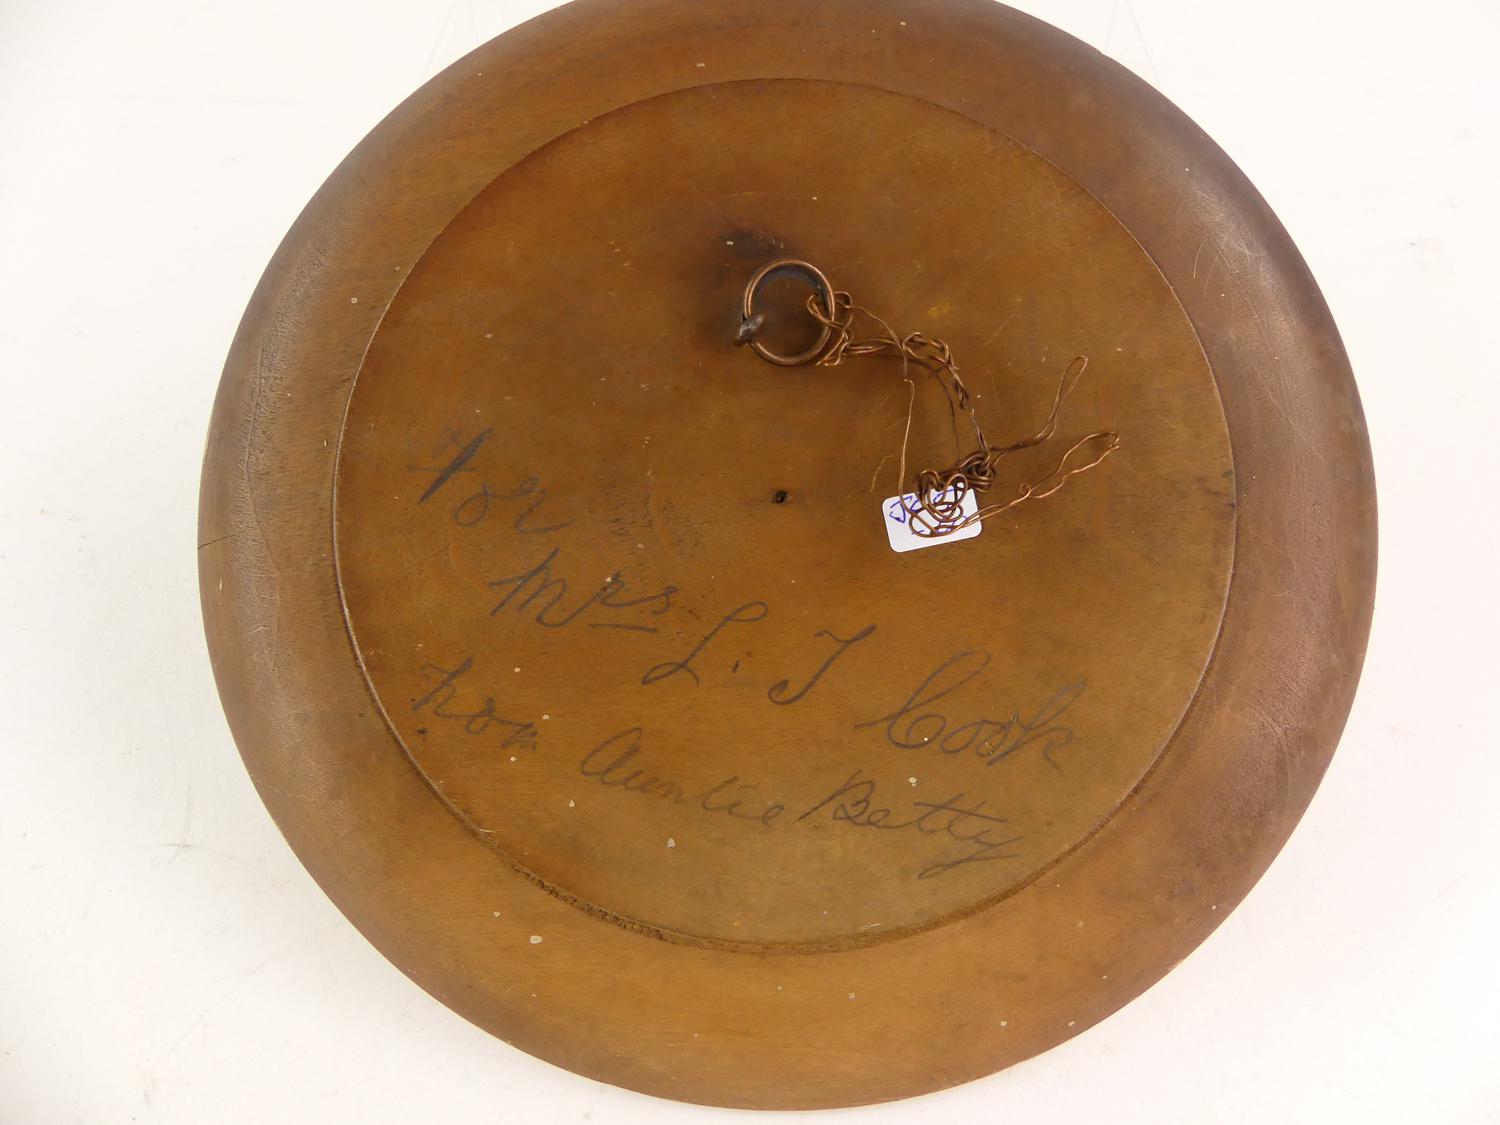 For
Mrs L. J Cook
from Auntie Betty